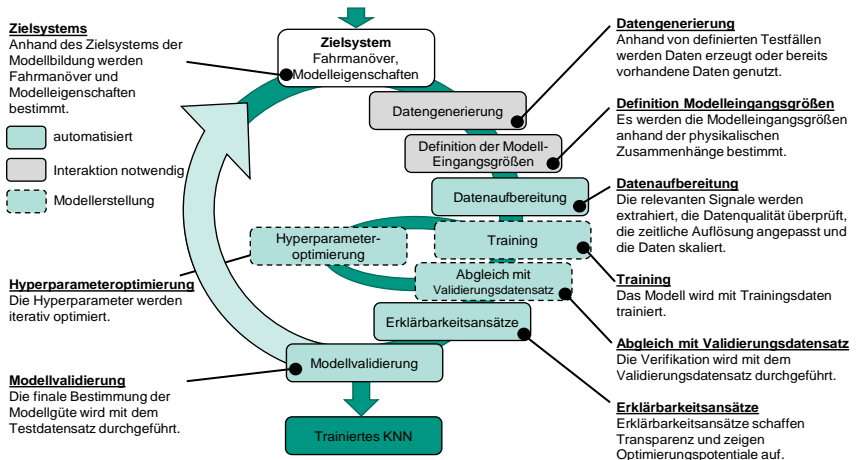 Zielsystems
Anhand des Zielsystems der
Modellbildung werden
Fahrmanöver und
Modelleigenschaften
bestimmt.
automatisiert
Interaktion notwendig
Modellerstellung
Hyperparameteroptimierung
Die Hyperparameter werden
iterativ optimiert.
Modellvalidierung
Die finale Bestimmung der
Modellgüte wird mit dem
Testdatensatz durchgeführt.
Zielsystem
Fahrmanöver,
Modelleigenschaften
Datengenerierung
Definition der Modell-
Eingangsgrößen
Datenaufbereitung
Hyperparameter-
optimierung
Training
Abgleich mit
Validierungsdatensatz
Erklärbarkeitsansätze
Modellvalidierung
Trainiertes KNN
Datengenerierung
Anhand von definierten Testfällen
werden Daten erzeugt oder bereits
vorhandene Daten genutzt.
Definition Modelleingangsgrößen
Es werden die Modelleingangsgrößen
anhand der physikalischen
Zusammenhänge bestimmt.
Datenaufbereitung
Die relevanten Signale werden
extrahiert, die Datenqualität überprüft,
die zeitliche Auflösung angepasst und
die Daten skaliert.
Training
Das Modell wird mit Trainingsdaten
trainiert.
Abgleich mit Validierungsdatensatz
Die Verifikation wird mit dem
Validierungsdatensatz durchgeführt.
Erklärbarkeitsansätze
Erklärbarkeitsansätze schaffen
Transparenz und zeigen
Optimierungspotentiale auf.